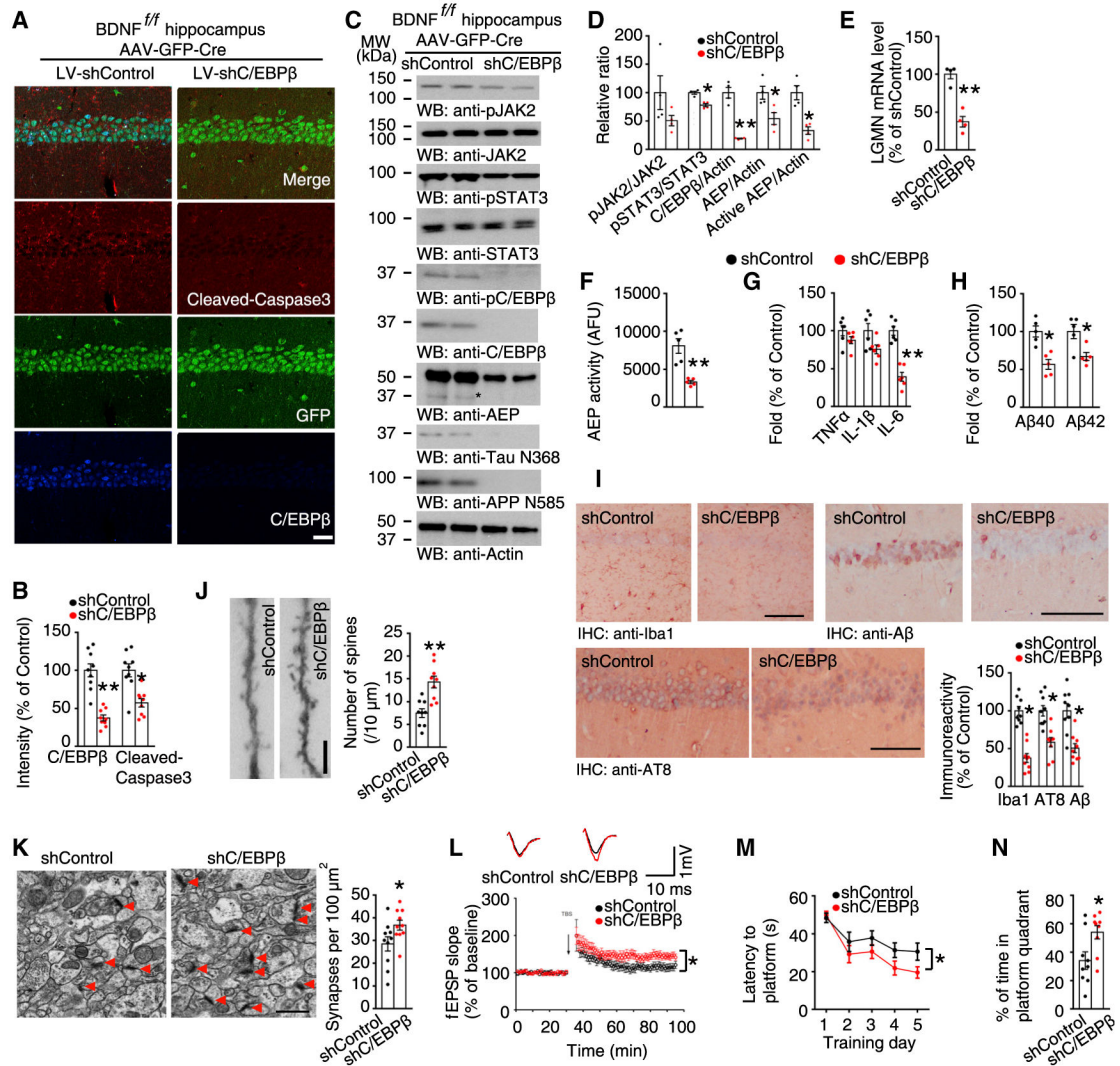 A
BDNF f/f hippocampus
AAV-GFP-Cre
LV-shControl
LV-shC/EBPβ
Merge
Cleaved-Caspase3
GFP
C/EBPβ
B
shControl
shC/EBPβ
Intensity (% of Control)
150
100
50
0
C/EBPβ
Cleaved-
Caspase3
C
BDNF f/f hippocampus
MW
(kDa)
AAV-GFP-Cre
shControl shC/EBPβ
150
100
WB: anti-pJAK2
150
100
WB: anti-JAK2
100
WB: anti-pSTAT3
100
WB: anti-STAT3
37
WB: anti-pC/EBPβ
37
WB: anti-C/EBPβ
50
37
*
WB: anti-AEP
37
WB: anti-Tau N368
100
WB: anti-APP N585
50
37
WB: anti-Actin
D
shControl
shC/EBPβ
Relative ratio
200
150
100
50
0
*
**
*
*
pJAK2/JAK2
pSTAT3/STAT3
C/EBPβ/Actin
AEP/Actin
Active AEP/Actin
E
LGMN mRNA level
(% of shControl)
150
100
50
0
**
shControl
shC/EBPβ
shControl
shC/EBPβ
F
AEP activity (AFU)
15000
10000
5000
0
**
G
Fold (% of Control)
150
100
50
0
**
TNFα
IL-1β
IL-6
H
Fold (% of Control)
150
100
50
0
*
*
Aβ40 Aβ42
I
shControl
shC/EBPβ
shControl
shC/EBPβ
IHC: anti-Iba1
IHC: anti-Aβ
shControl
shC/EBPβ
IHC: anti-AT8
shControl
shC/EBPβ
Immunoreactivity
(% of Control)
150
100
50
0
*
*
*
Iba1 AT8 Aβ
J
shControl
shC/EBPβ
Number of spines
(/10 μm)
25
20
15
10
5
0
**
shControl
shC/EBPβ
K
shControl
shC/EBPβ
Synapses per 100 μm²
50
40
30
20
10
0
*
shControl
shC/EBPβ
L
shControl
shC/EBPβ
1mV
10 ms
fEPSP slope
(% of baseline)
300
200
100
0
TBS
*
0 20 40 60 80 100
Time (min)
M
shControl
shC/EBPβ
Latency to
platform (s)
60
40
20
0
*
1 2 3 4 5
Training day
N
% of time in
platform quadrant
100
80
60
40
20
0
*
shControl
shC/EBPβ